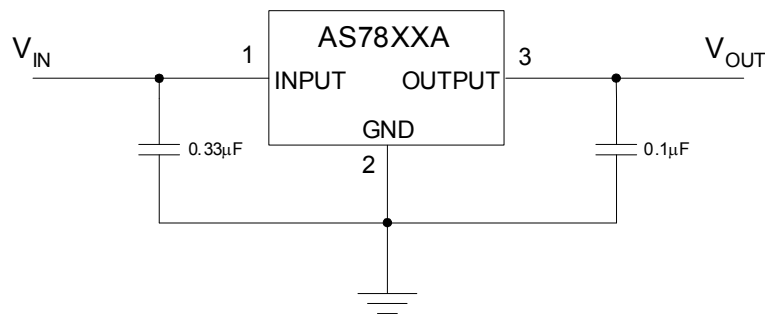 AS78XXA
V_IN
1
3
V_OUT
INPUT OUTPUT
GND
0.33μF
2
0.1μF